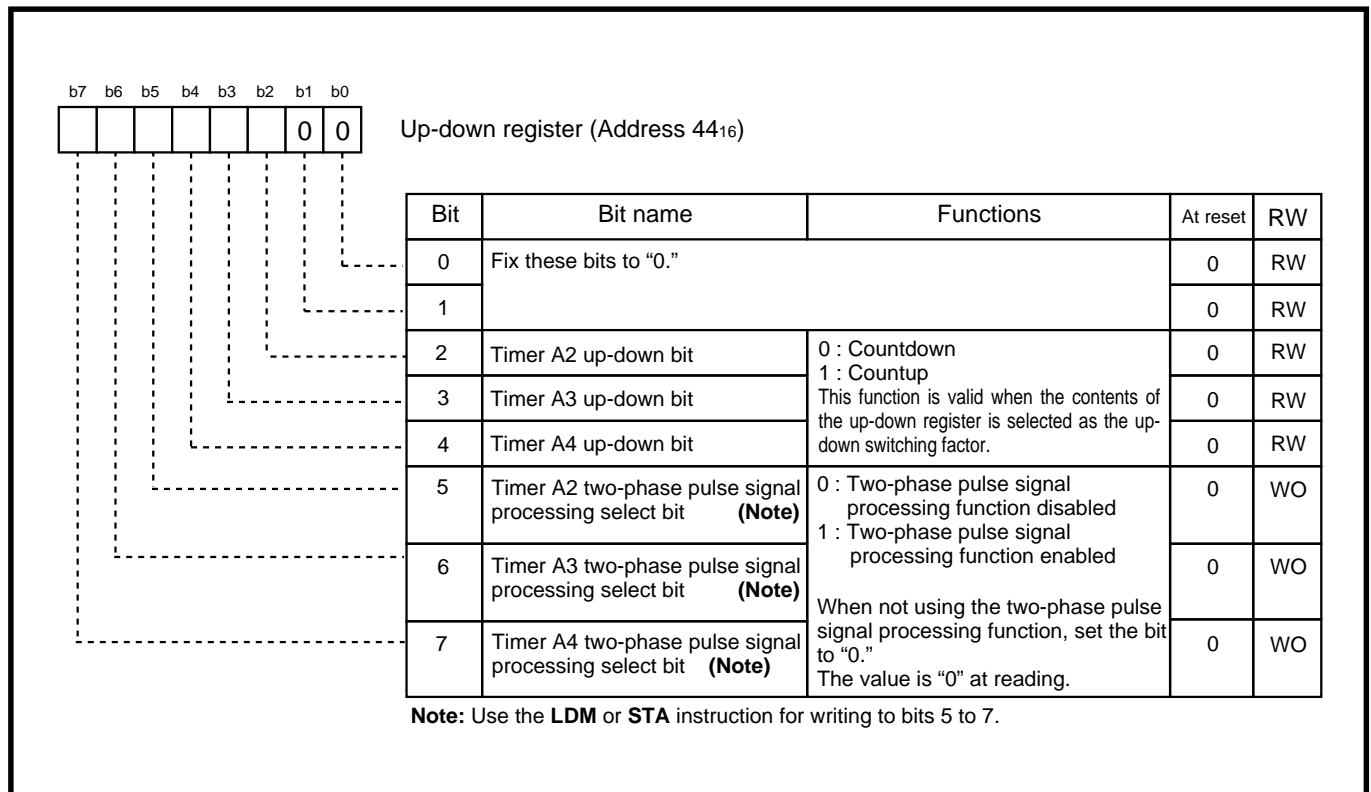 b7 b6 b5 b4 b3 b2 b1 b0
0 0
Up-down register (Address 4416)
Bit Bit name Functions At reset RW
0 Fix these bits to “0.” 0 RW
1 0 RW
2 Timer A2 up-down bit 0 RW
3 Timer A3 up-down bit 0 RW
4 Timer A4 up-down bit 0 RW
0 : Countdown
1 : Countup
This function is valid when the contents of
the up-down register is selected as the up-
down switching factor.
5 Timer A2 two-phase pulse signal 0 WO
processing select bit (Note)
6 Timer A3 two-phase pulse signal 0 WO
processing select bit (Note)
7 Timer A4 two-phase pulse signal 0 WO
processing select bit (Note)
0 : Two-phase pulse signal
processing function disabled
1 : Two-phase pulse signal
processing function enabled
When not using the two-phase pulse
signal processing function, set the bit
to “0.”
The value is “0” at reading.
Note: Use the LDM or STA instruction for writing to bits 5 to 7.